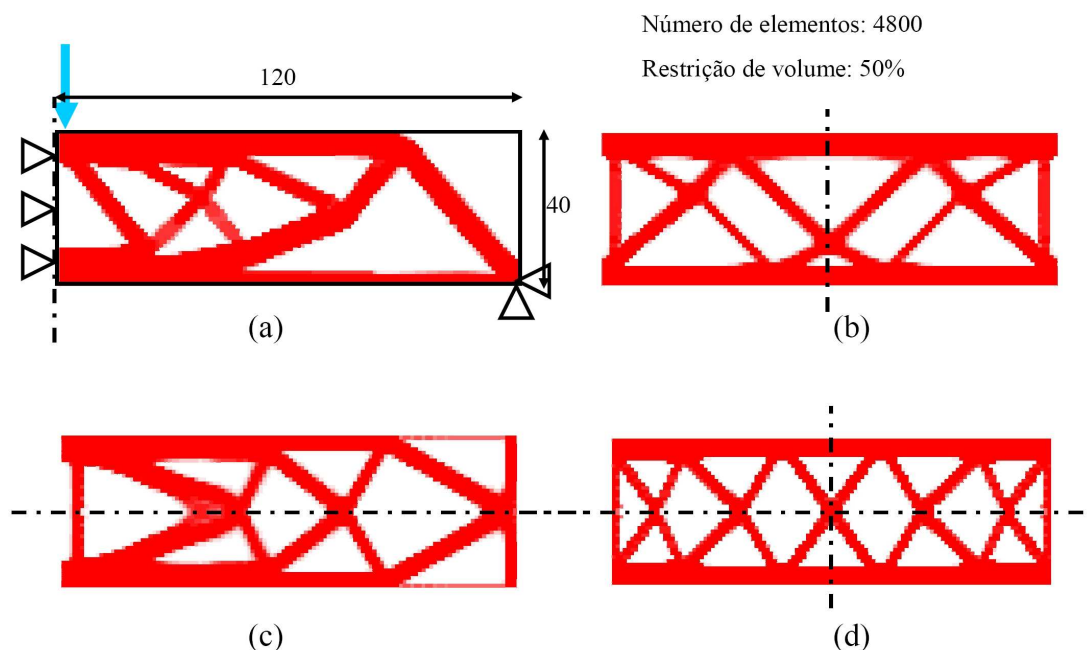 Número de elementos: 4800
Restrição de volume: 50%
120
40
(a)
(b)
(c)
(d)